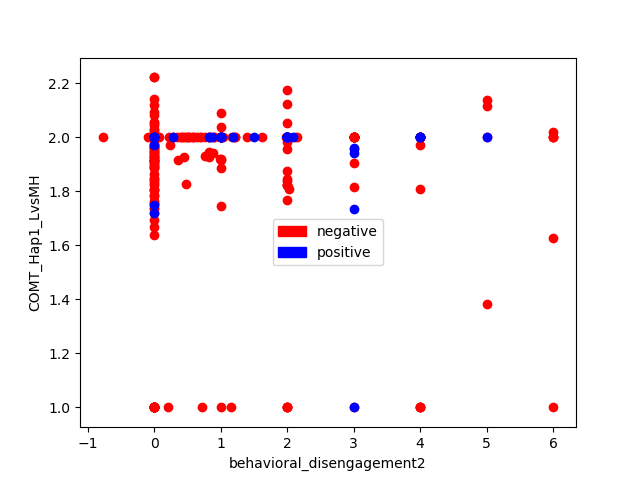 2.2
2.0
1.8
1.6
1.4
1.2
1.0
COMT_Hap1_LvsMH
negative
positive
−1 0 1 2 3 4 5 6
behavioral_disengagement2